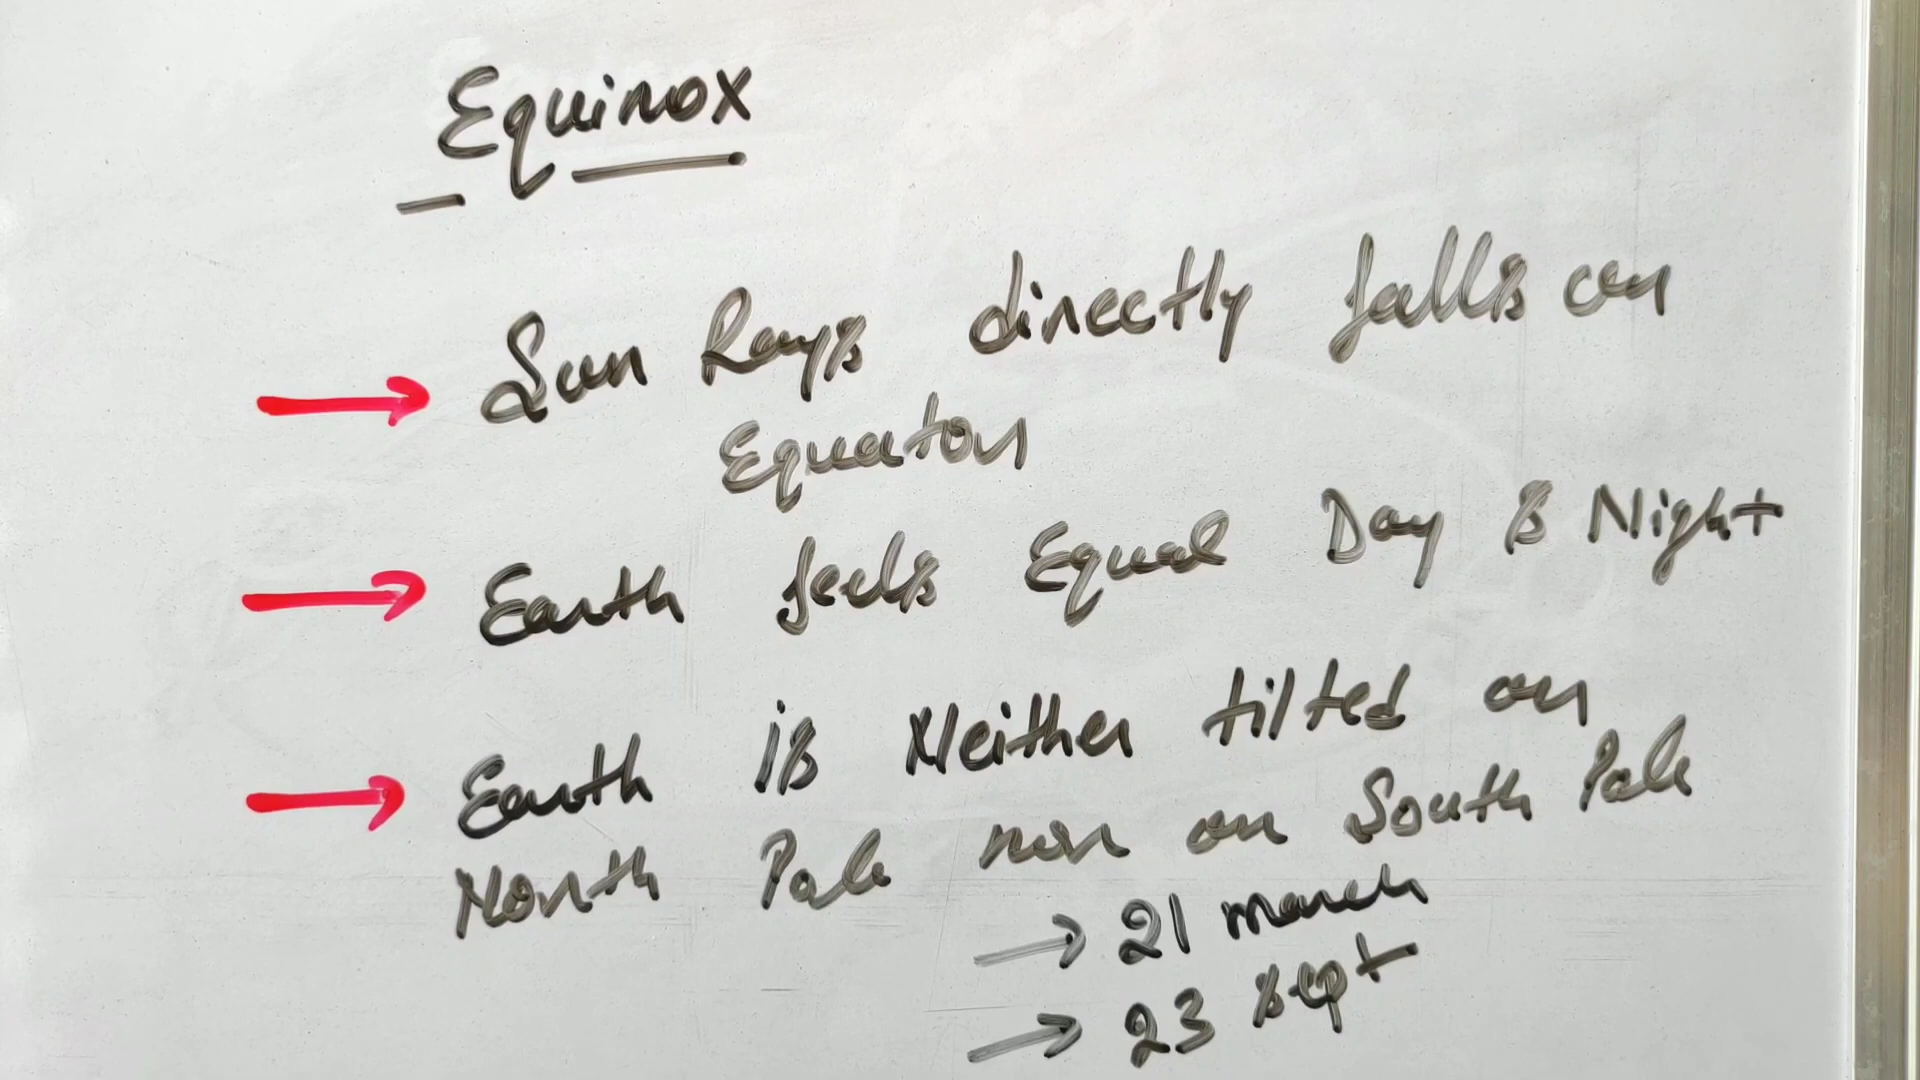 Equinox
→ Sun Rays directly falls on
Equator
→ Earth feels Equal Day & Night
→ Earth is Neither tilted on
North Pole nor on South Pole
→ 21 march
→ 23 sept